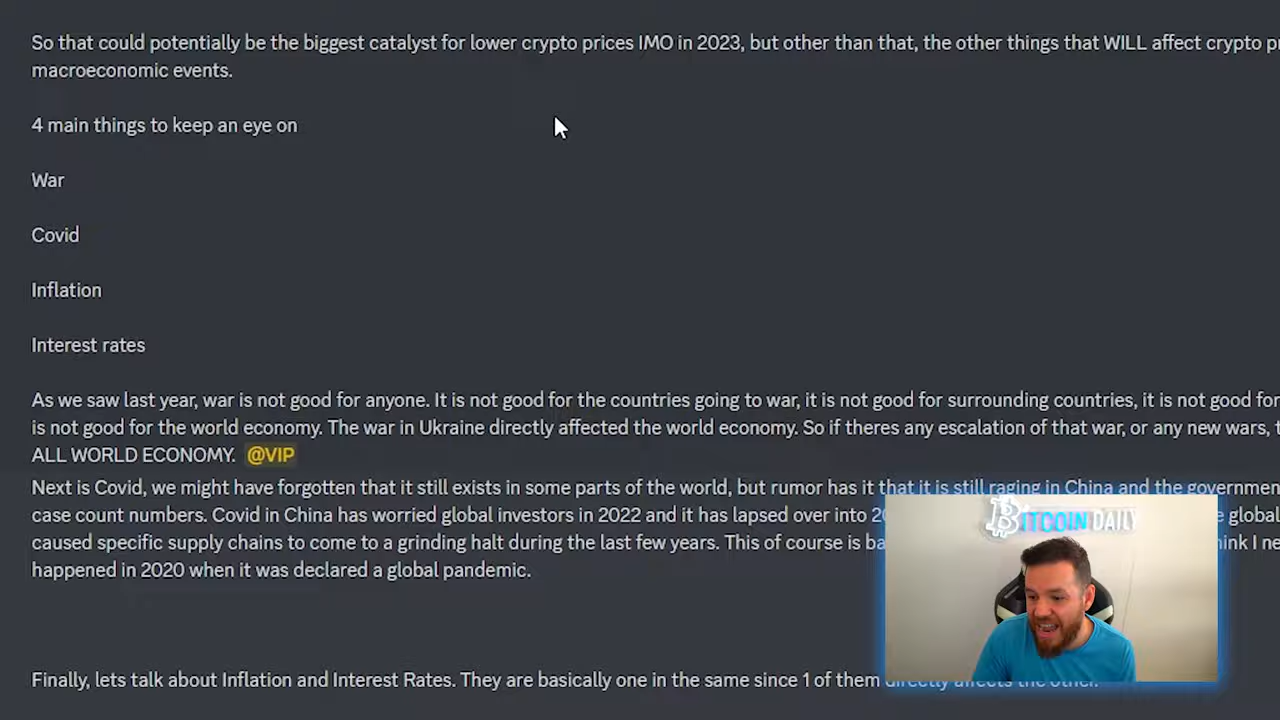 So that could potentially be the biggest catalyst for lower crypto prices IMO in 2023, but other than that, the other things that WILL affect crypto
macroeconomic events.
4 main things to keep an eye on
War
Covid
Inflation
Interest rates
As we saw last year, war is not good for anyone. It is not good for the countries going to war, it is not good for surrounding countries, it is not good for
is not good for the world economy. The war in Ukraine directly affected the world economy. So if theres any escalation of that war, or any new wars,
ALL WORLD ECONOMY. @VIP
Next is Covid, we might have forgotten that it still exists in some parts of the world, but rumor has it that it is still raging in China and the
case count numbers. Covid in China has worried global investors in 2022 and it has lapsed over into global
caused specific supply chains to come to a grinding halt during the last few years. This of course is I
happened in 2020 when it was declared a global pandemic.
BITCOIN DAILY
Finally, lets talk about Inflation and Interest Rates. They are basically one in the same since 1 of them directly affects the other.